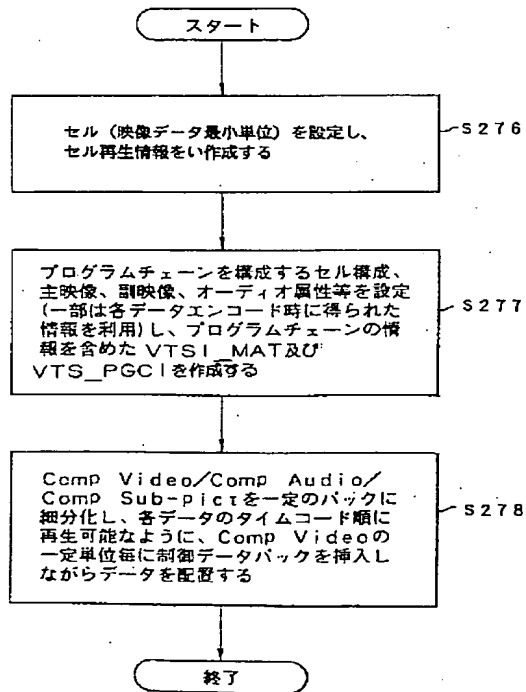 スタート
セル（映像データ最小単位）を設定し、
セル再生情報をい作成する
S276
プログラムチェーンを構成するセル構成、
主映像、副映像、オーディオ属性等を設定
(一部は各データエンコード時に得られた
情報を利用)し、プログラムチェーンの情
報を含めた VTSI_MAT及び
VTS_PGCIを作成する
S277
Comp Video/Comp Audio/
Comp Sub-pictを一定のパックに
細分化し、各データのタイムコード順に
再生可能なように、Comp Videoの
一定単位毎に制御データパックを挿入し
ながらデータを配置する
S278
終了